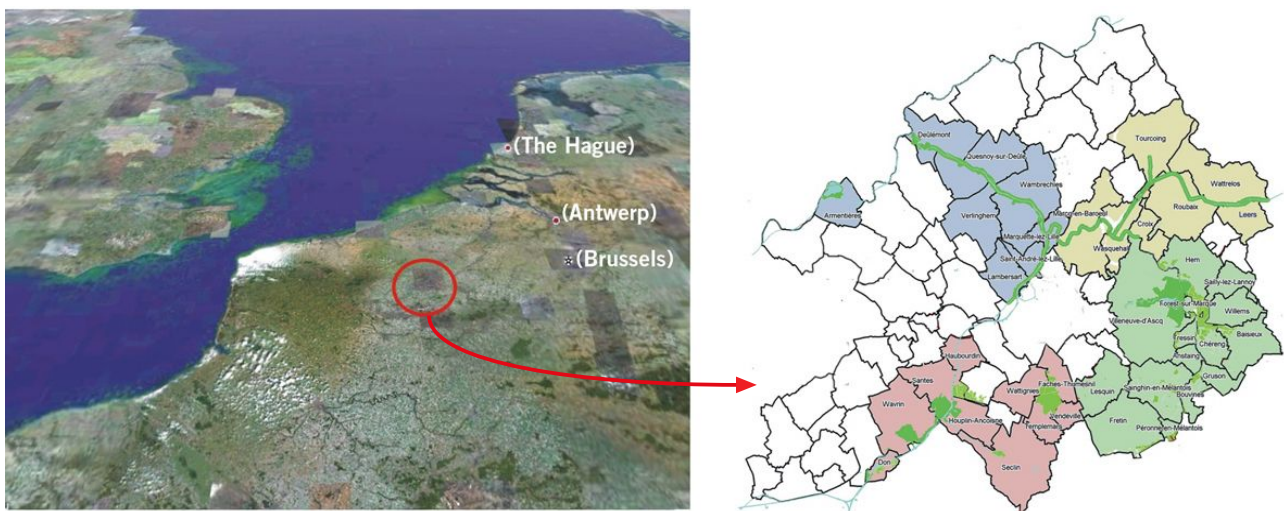 (The Hague)
(Antwerp)
(Brussels)
Deûlémont
Quesnoy-sur-Deûle
Wambrechies
Verlinghem
Armentières
Marquette-lez-Lille
Saint-André-lez-Lille
Lambersart
Tourcoing
Wattrelos
Roubaix
Leers
Marcq-en-Baroeul
Croix
Wasquehal
Hem
Sailly-lez-Lannoy
Forest-sur-Marque
Willems
Villeneuve-d'Ascq
Tressin
Baisieux
Chéreng
Anstaing
Gruson
Sainghin-en-Mélantois
Bouvines
Lesquin
Fretin
Péronne-en-Mélantois
Haubourdin
Santes
Wavrin
Wattignies
Faches-Thumesnil
Vendeville
Templemars
Houplin-Ancoisne
Don
Seclin